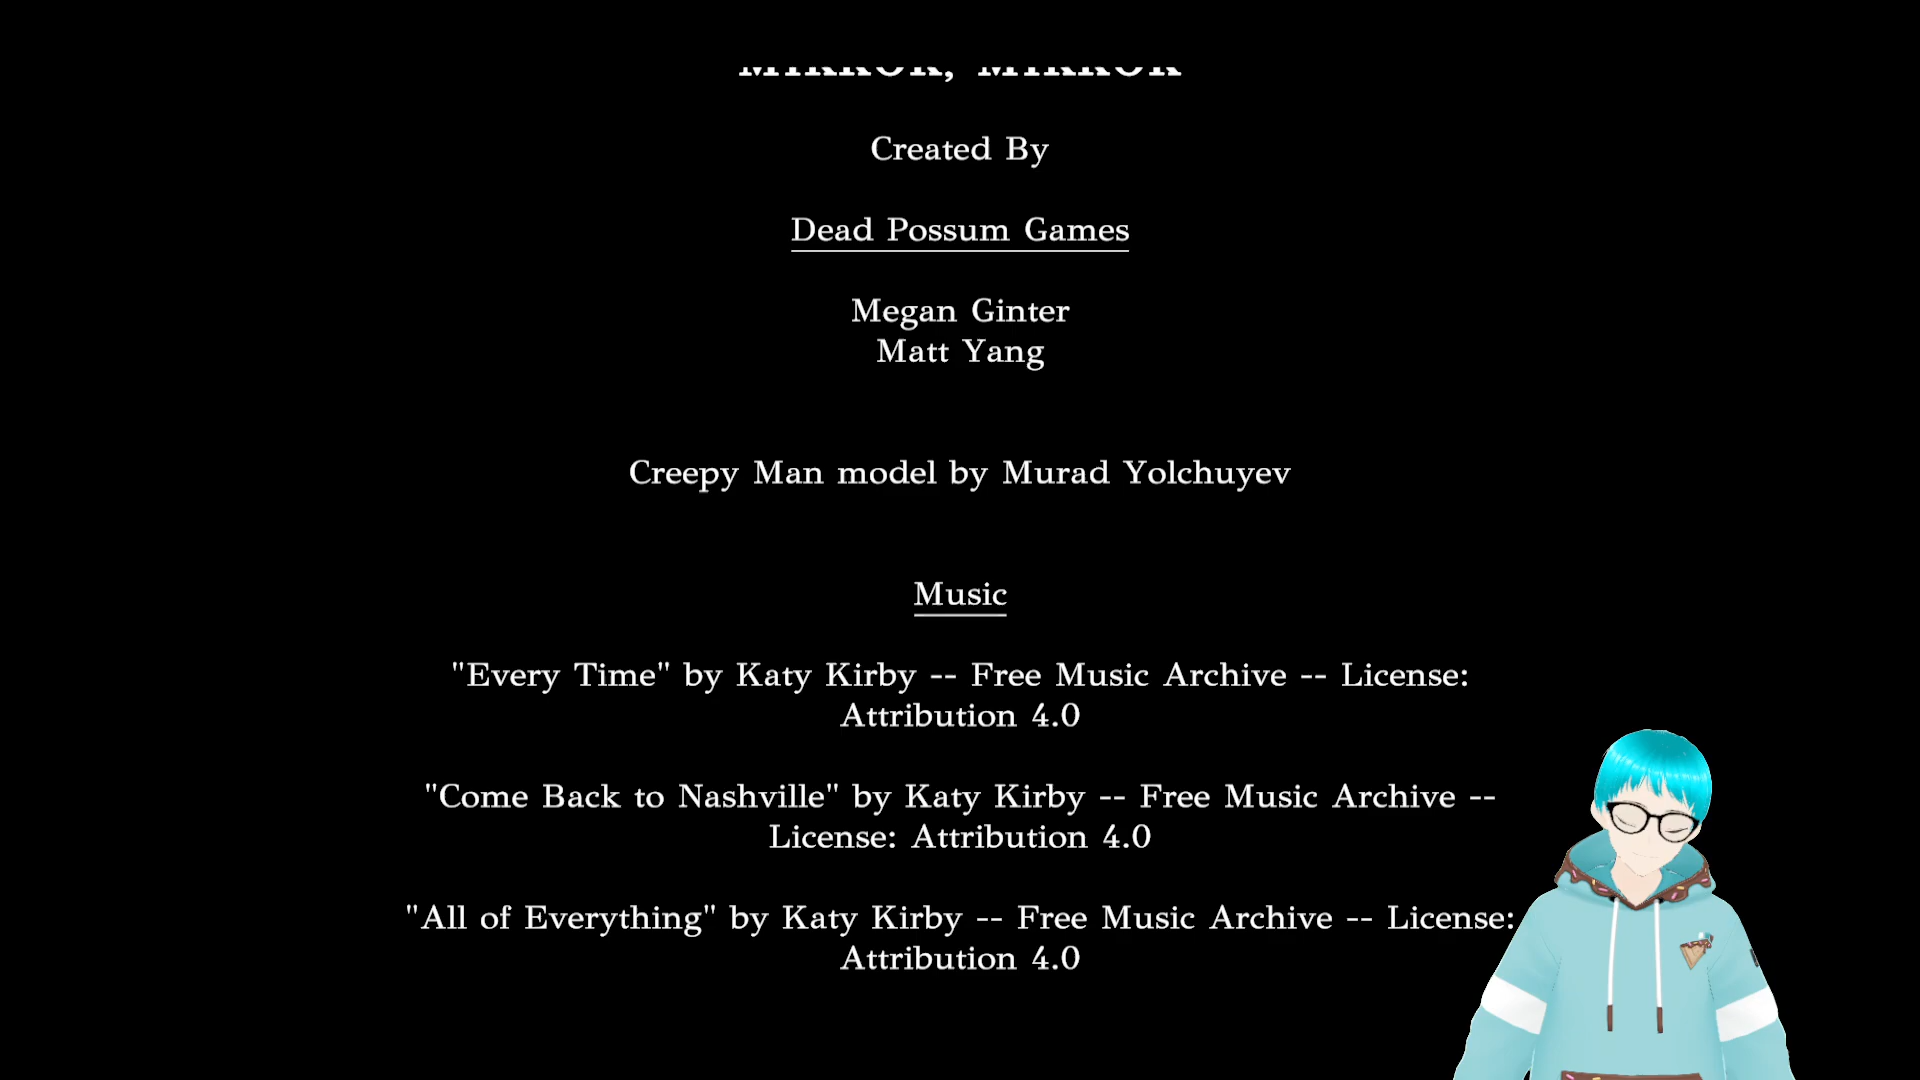 MIRROR, MIRROR
Created By
Dead Possum Games
Megan Ginter
Matt Yang
Creepy Man model by Murad Yolchuyev
Music
"Every Time" by Katy Kirby -- Free Music Archive -- License:
Attribution 4.0
"Come Back to Nashville" by Katy Kirby -- Free Music Archive --
License: Attribution 4.0
"All of Everything" by Katy Kirby -- Free Music Archive -- License:
Attribution 4.0